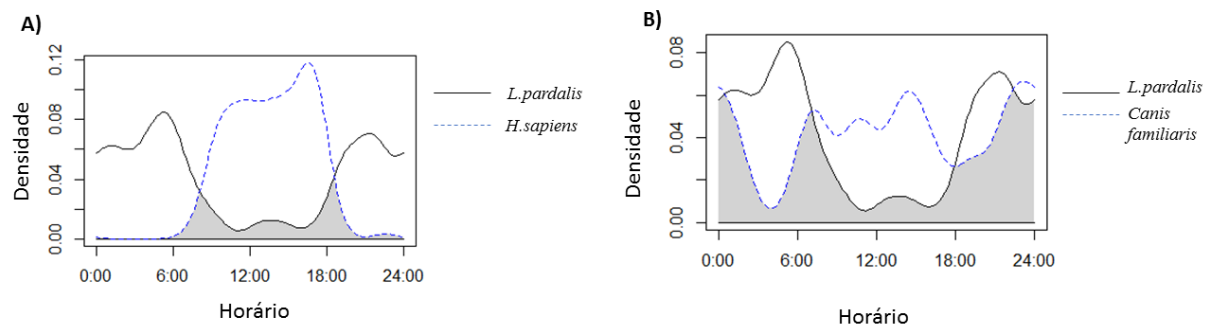 A)
Densidade
0.00
0.04
0.08
0.12
0:00
6:00
12:00
18:00
24:00
Horário
L.pardalis
H.sapiens
B)
Densidade
0.00
0.04
0.08
0:00
6:00
12:00
18:00
24:00
Horário
L.pardalis
Canis
familiaris